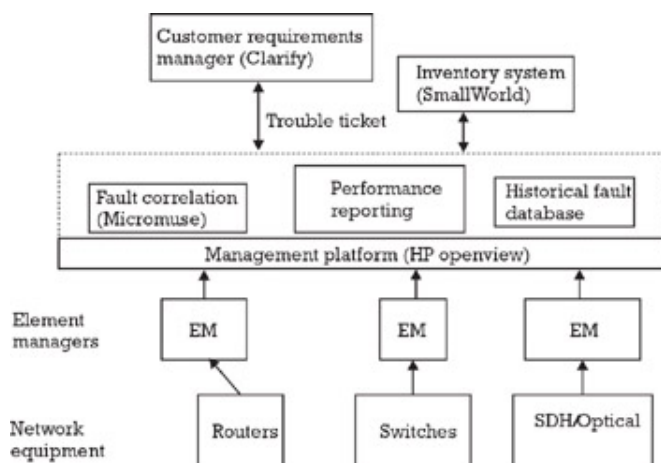 Customer requirements
manager (Clarify)
Inventory system
(SmallWorld)
Trouble ticket
Fault correlation
(Micromuse)
Performance
reporting
Historical fault
database
Management platform (HP openview)
Element
managers
EM
EM
EM
Network
equipment
Routers
Switches
SDH/Optical